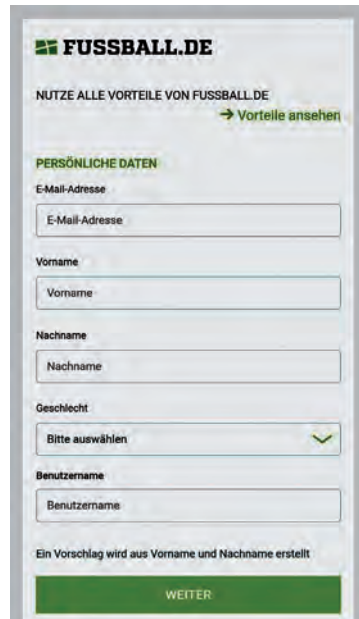 FUSSBALL.DE
NUTZE ALLE VORTEILE VON FUSSBALL.DE
→ Vorteile ansehen
PERSÖNLICHE DATEN
E-Mail-Adresse
E-Mail-Adresse
Vorname
Vorname
Nachname
Nachname
Geschlecht
Bitte auswählen
Benutzername
Benutzername
Ein Vorschlag wird aus Vorname und Nachname erstellt
WEITER